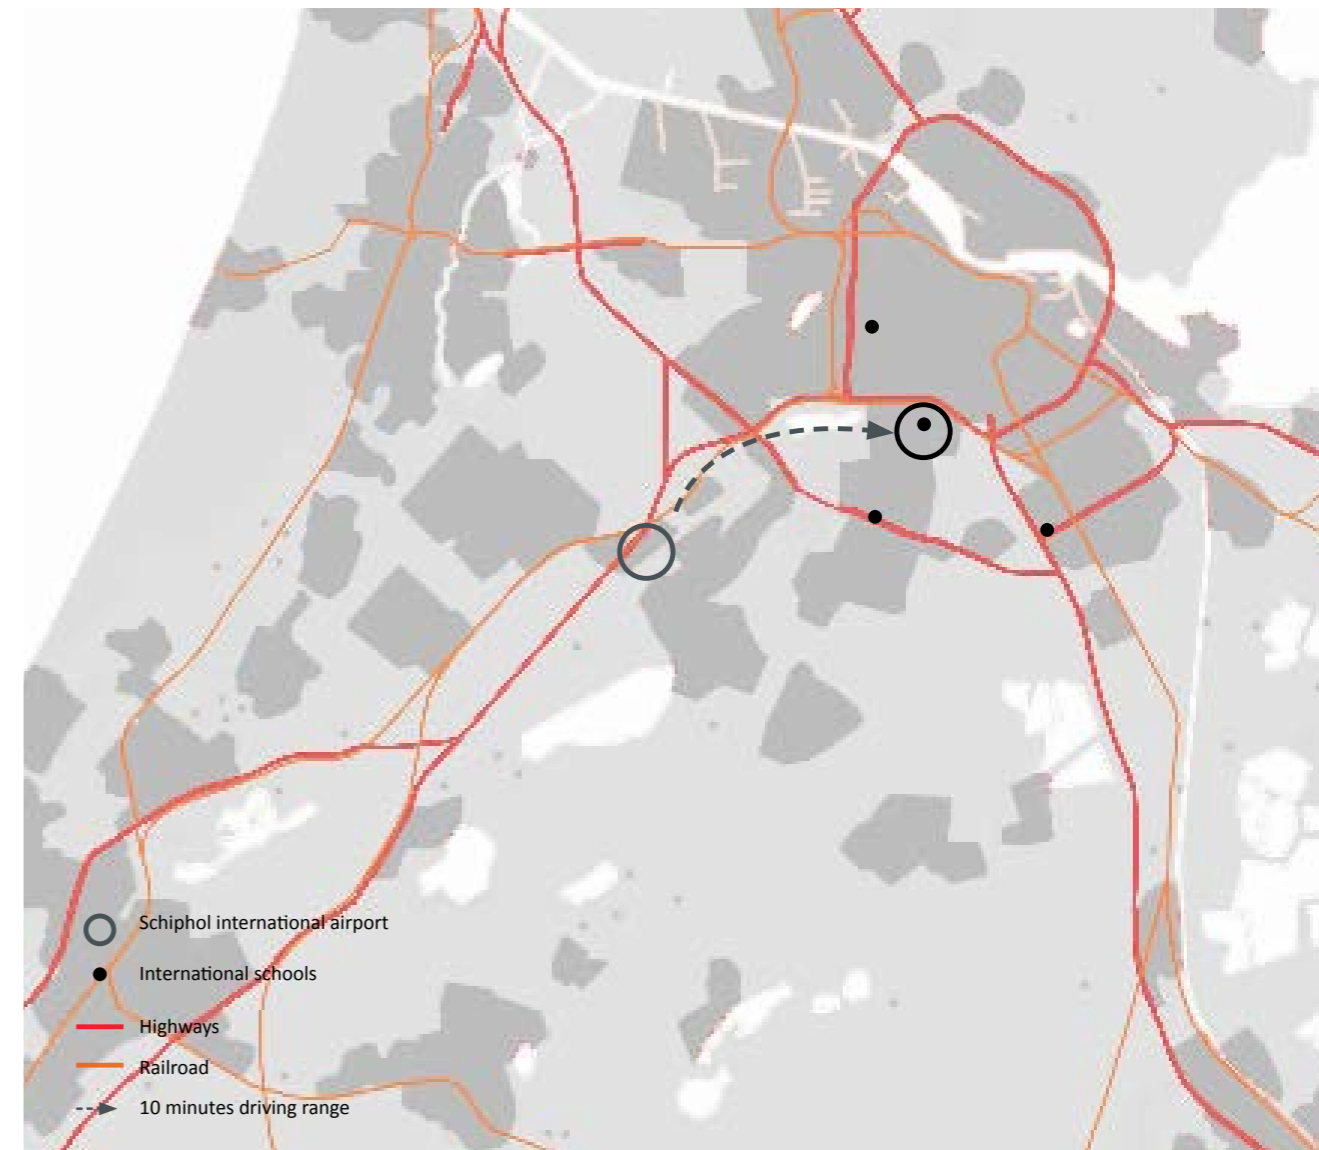 Schiphol international airport
International schools
Highways
Railroad
10 minutes driving range